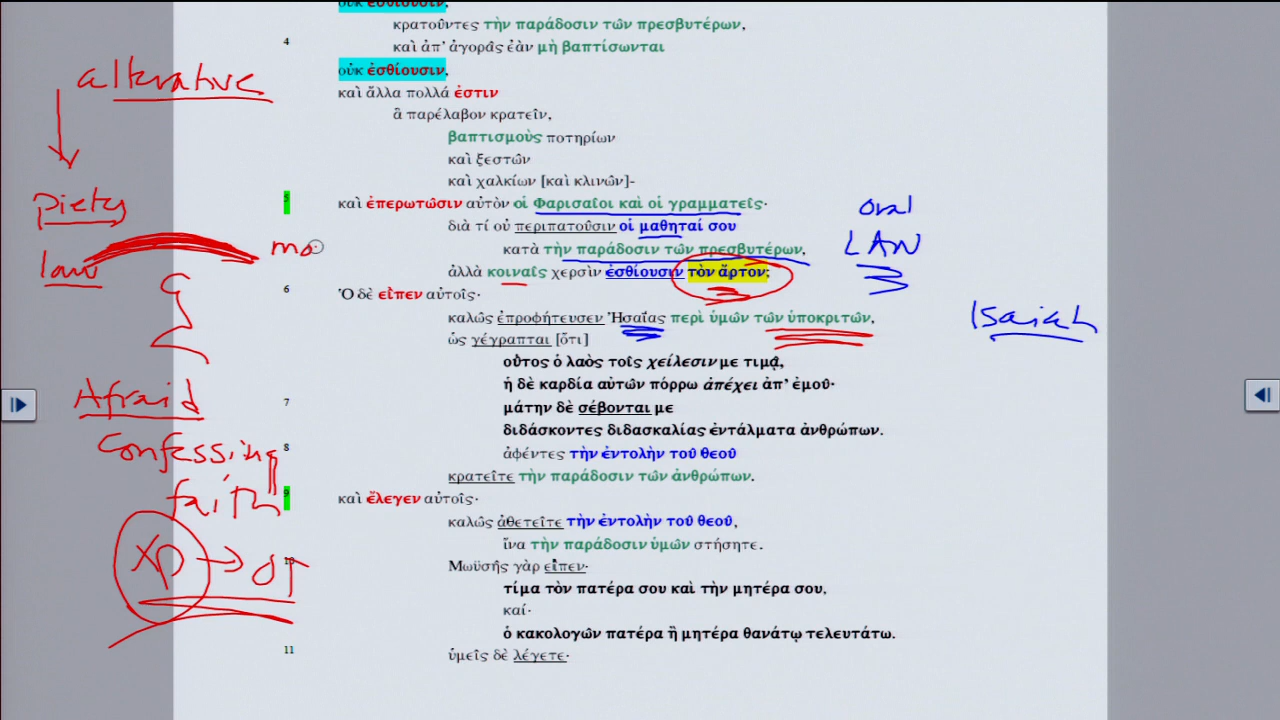 οὐκ ἐσθίουσιν,
κρατοῦντες τὴν παράδοσιν τῶν πρεσβυτέρων,
4
καὶ ἀπ’ ἀγορᾶς ἐὰν μὴ βαπτίσωνται
οὐκ ἐσθίουσιν,
καὶ ἄλλα πολλά ἐστιν
ἃ παρέλαβον κρατεῖν,
βαπτισμοὺς ποτηρίων
καὶ ξεστῶν
καὶ χαλκίων [καὶ κλινῶν]-
5
καὶ ἐπερωτῶσιν αὐτὸν οἱ Φαρισαῖοι καὶ οἱ γραμματεῖς·
διὰ τί οὐ περιπατοῦσιν οἱ μαθηταί σου
κατὰ τὴν παράδοσιν τῶν πρεσβυτέρων,
ἀλλὰ κοιναῖς χερσὶν ἐσθίουσιν τὸν ἄρτον;
6
Ὁ δὲ εἶπεν αὐτοῖς·
καλῶς ἐπροφήτευσεν Ἠσαΐας περὶ ὑμῶν τῶν ὑποκριτῶν,
ὡς γέγραπται [ὅτι]
οὗτος ὁ λαὸς τοῖς χείλεσίν με τιμᾷ,
ἡ δὲ καρδία αὐτῶν πόρρω ἀπέχει ἀπ’ ἐμοῦ·
7
μάτην δὲ σέβονταί με
διδάσκοντες διδασκαλίας ἐντάλματα ἀνθρώπων.
8
ἀφέντες τὴν ἐντολὴν τοῦ θεοῦ
κρατεῖτε τὴν παράδοσιν τῶν ἀνθρώπων.
9
καὶ ἔλεγεν αὐτοῖς·
καλῶς ἀθετεῖτε τὴν ἐντολὴν τοῦ θεοῦ,
ἵνα τὴν παράδοσιν ὑμῶν στήσητε.
10
Μωϋσῆς γὰρ εἶπεν·
τίμα τὸν πατέρα σου καὶ τὴν μητέρα σου,
καί·
ὁ κακολογῶν πατέρα ἢ μητέρα θανάτῳ τελευτάτω.
11
ὑμεῖς δὲ λέγετε·
alterative
piety
law
mo
Afraid
Confessing
faith
χρ → OT
Oral
LAW
Isaiah